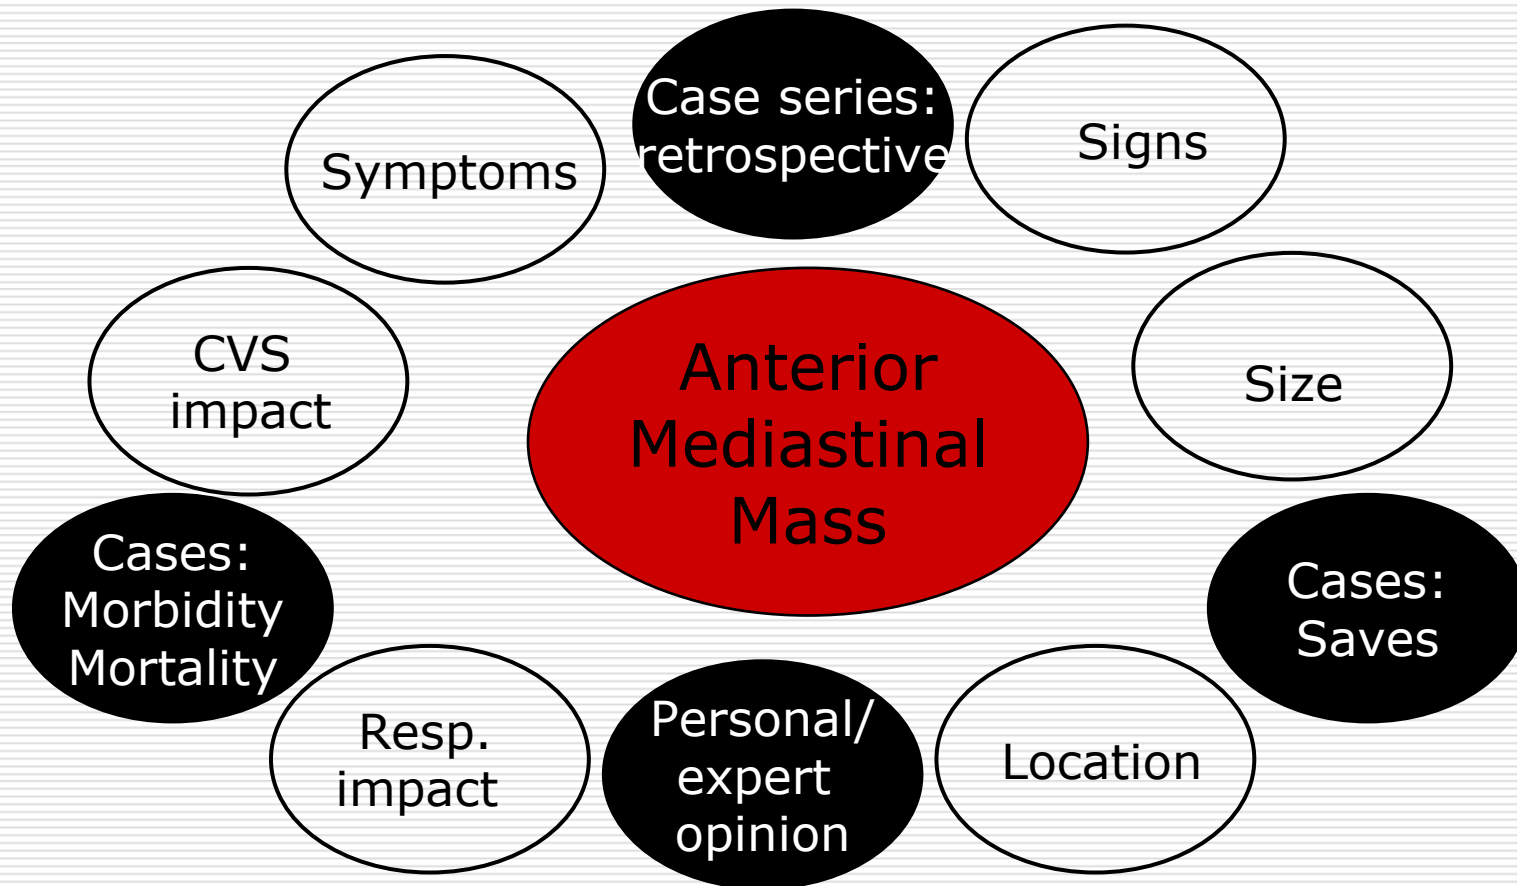 Case series:
retrospective
Signs
Symptoms
CVS
impact
Anterior
Mediastinal
Mass
Size
Cases:
Morbidity
Mortality
Cases:
Saves
Resp.
impact
Personal/
expert
opinion
Location